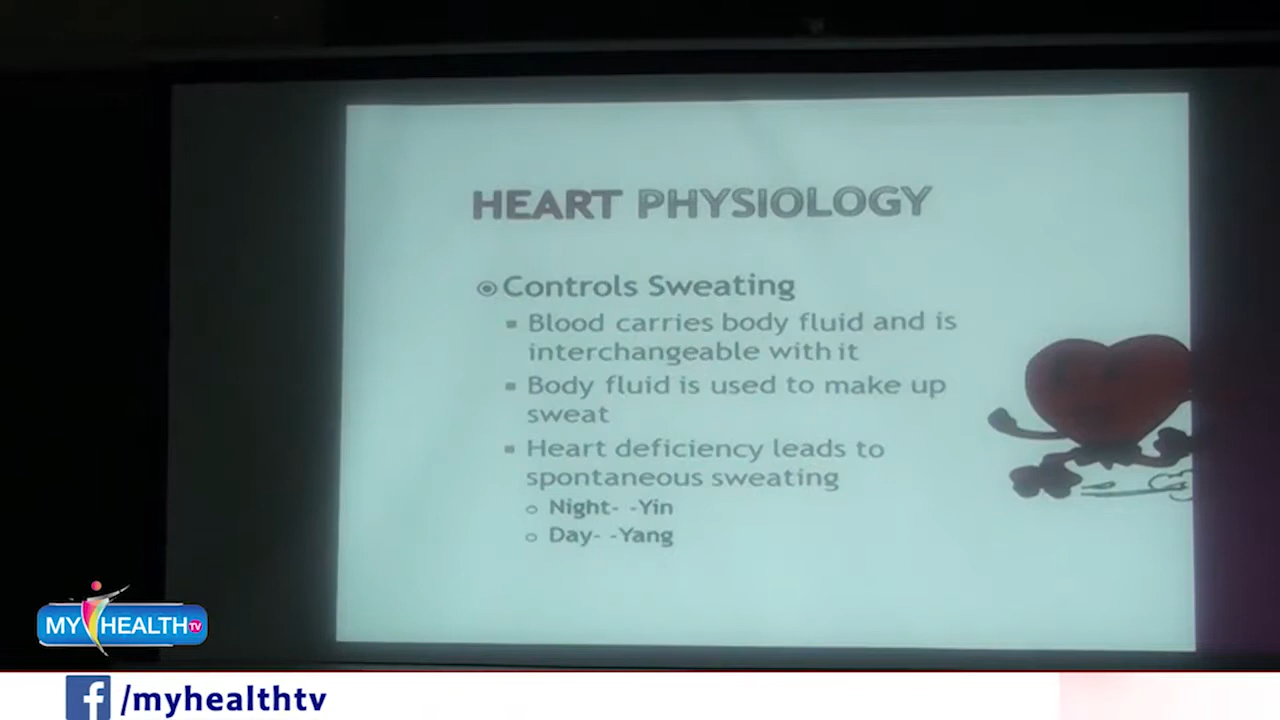 HEART PHYSIOLOGY
Controls Sweating
Blood carries body fluid and is
interchangeable with it
Body fluid is used to make up
sweat
Heart deficiency leads to
spontaneous sweating
Night- -Yin
Day- -Yang
MY HEALTH TV
/myhealthtv